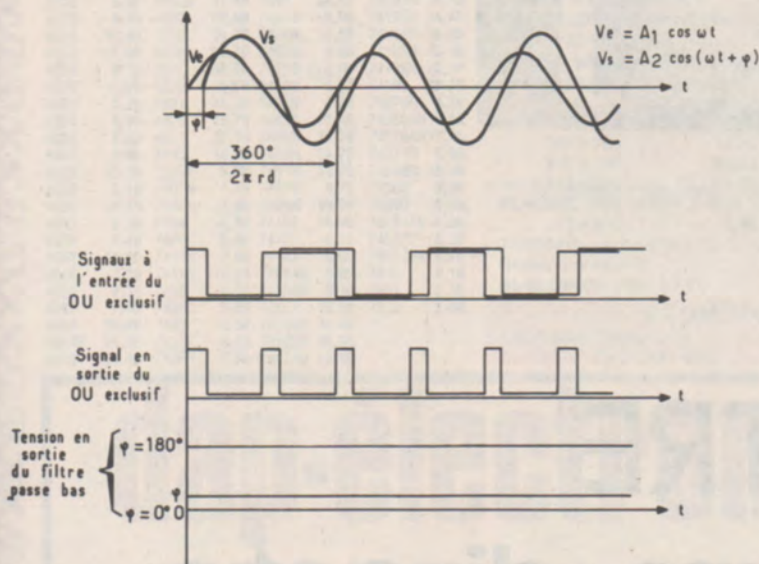 Ve = A1 cos ωt
Vs = A2 cos (ωt + φ)
Ve
Vs
t
φ
360°
2π rd
Signaux à
l'entrée du
OU exclusif
t
Signal en
sortie du
OU exclusif
t
Tension en
sortie
du filtre
passe bas
φ = 180°
φ
φ = 0° 0
t